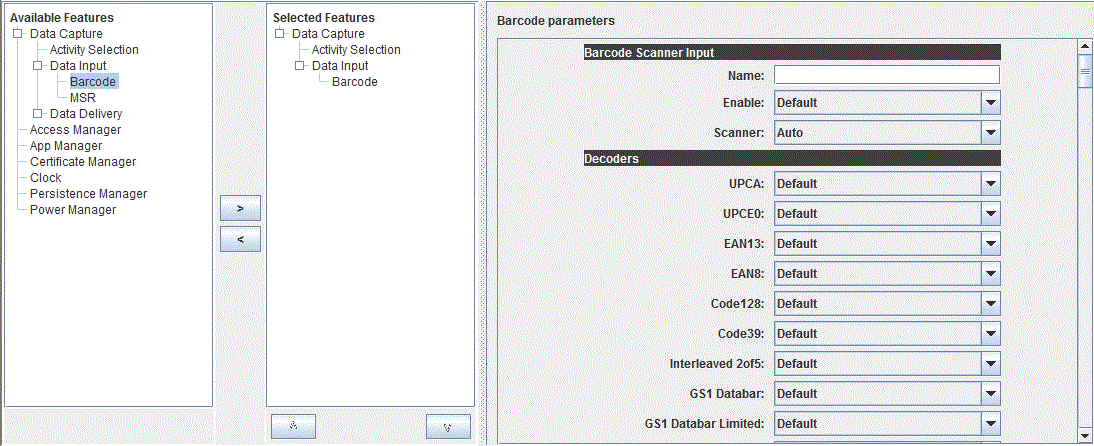 Available Features
Data Capture
Activity Selection
Data Input
Barcode
MSR
Data Delivery
Access Manager
App Manager
Certificate Manager
Clock
Persistence Manager
Power Manager
>
<
Selected Features
Data Capture
Activity Selection
Data Input
Barcode
Barcode parameters
Barcode Scanner Input
Name:
Enable: Default
Scanner: Auto
Decoders
UPCA: Default
UPCE0: Default
EAN13: Default
EAN8: Default
Code128: Default
Code39: Default
Interleaved 2of5: Default
GS1 Databar: Default
GS1 Databar Limited: Default